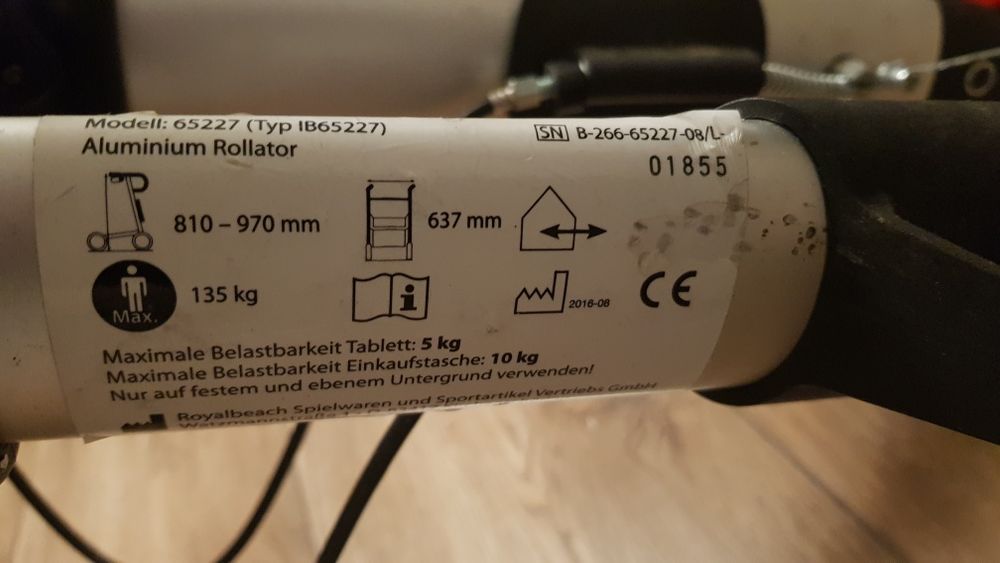 Modell: 65227 (Typ IB65227)
Aluminium Rollator
SN B-266-65227-08/L-
01855
810 – 970 mm
637 mm
Max.
135 kg
i
2016-08
CE
Maximale Belastbarkeit Tablett: 5 kg
Maximale Belastbarkeit Einkaufstasche: 10 kg
Nur auf festem und ebenem Untergrund verwenden!
Royalbeach Spielwaren und Sportartikel Vertriebs GmbH
Watzmannstraße